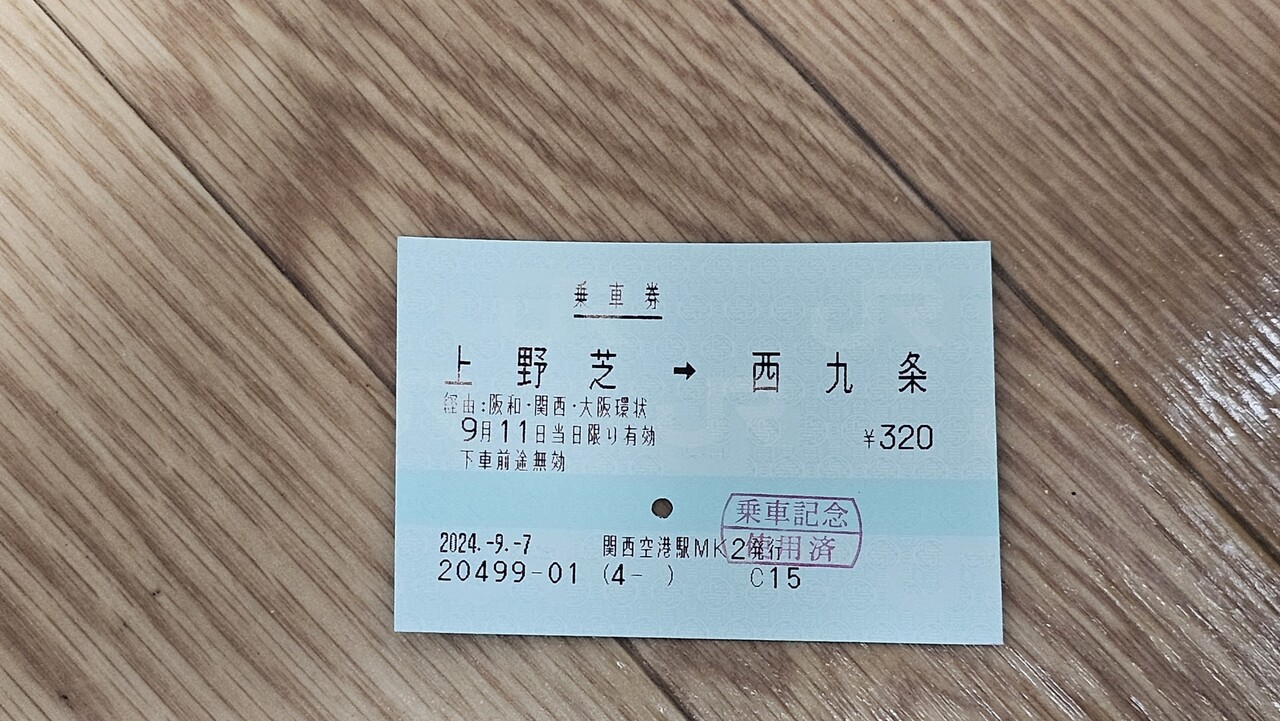 乗車券
上野芝 → 西九条
経由:阪和・関西・大阪環状
9月11日当日限り有効 ¥320
下車前途無効
乗車記念
使用済
2024.-9.-7 関西空港駅MK2発行
20499-01 (4- ) C15